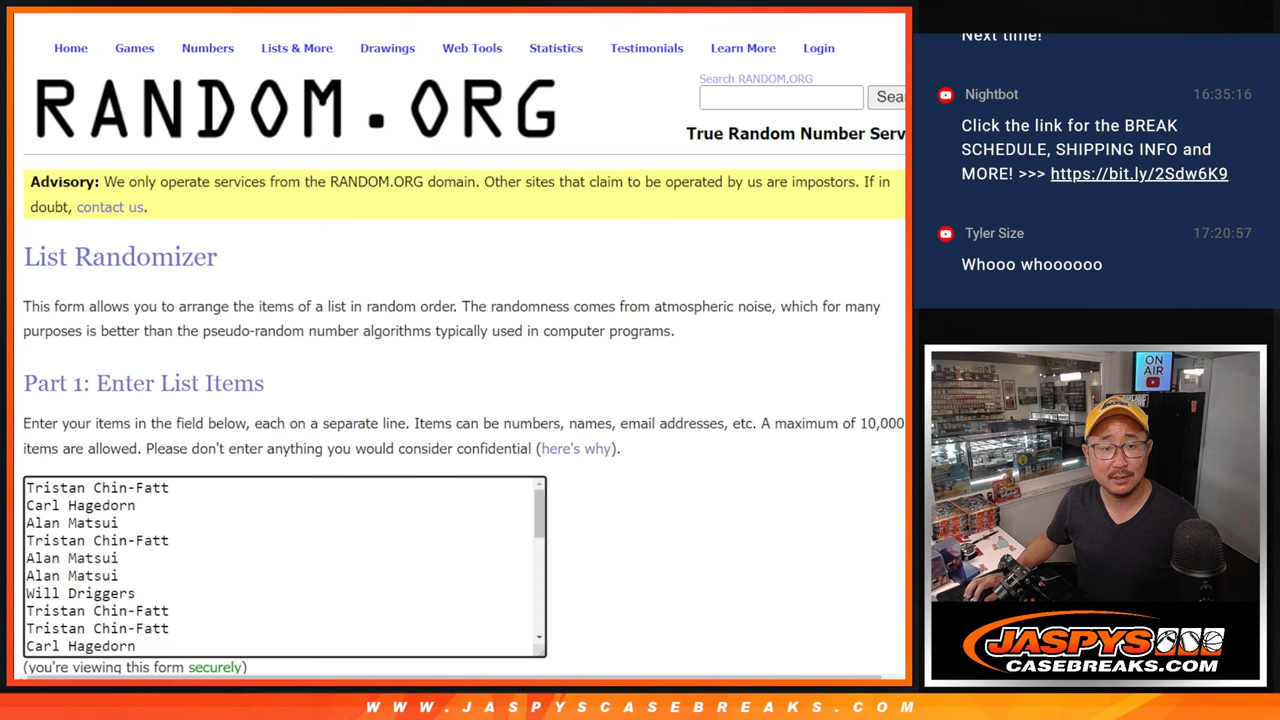 Home Games Numbers Lists & More Drawings Web Tools Statistics Testimonials Learn More Login
RANDOM.ORG
Search RANDOM.ORG
Sear
True Random Number Serv
Advisory: We only operate services from the RANDOM.ORG domain. Other sites that claim to be operated by us are impostors. If in
doubt, contact us.
List Randomizer
This form allows you to arrange the items of a list in random order. The randomness comes from atmospheric noise, which for many
purposes is better than the pseudo-random number algorithms typically used in computer programs.
Part 1: Enter List Items
Enter your items in the field below, each on a separate line. Items can be numbers, names, email addresses, etc. A maximum of 10,000
items are allowed. Please don't enter anything you would consider confidential (here's why).
Tristan Chin-Fatt
Carl Hagedorn
Alan Matsui
Tristan Chin-Fatt
Alan Matsui
Alan Matsui
Will Driggers
Tristan Chin-Fatt
Tristan Chin-Fatt
Carl Hagedorn
(you're viewing this form securely)
Next time!
Nightbot 16:35:16
Click the link for the BREAK
SCHEDULE, SHIPPING INFO and
MORE! >>> https://bit.ly/2Sdw6K9
Tyler Size 17:20:57
Whooo whoooooo
ON
AIR
JASPYS
CASEBREAKS.COM
WWW.JASPYSCASEBREAKS.COM